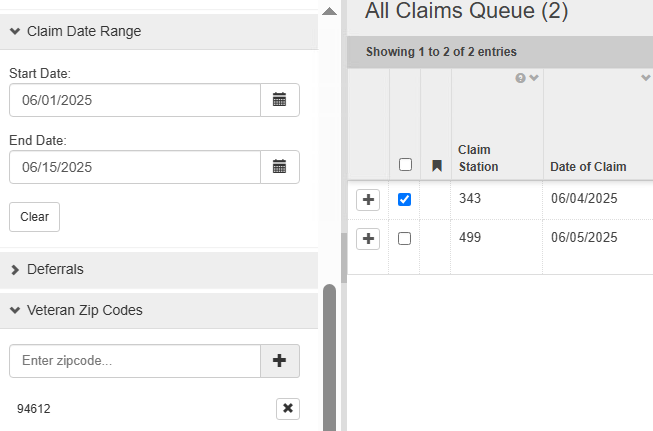 Claim Date Range
Start Date:
06/01/2025
End Date:
06/15/2025
Clear
Deferrals
Veteran Zip Codes
Enter zipcode...
94612
All Claims Queue (2)
Showing 1 to 2 of 2 entries
Claim
Station
Date of Claim
343 06/04/2025
499 06/05/2025